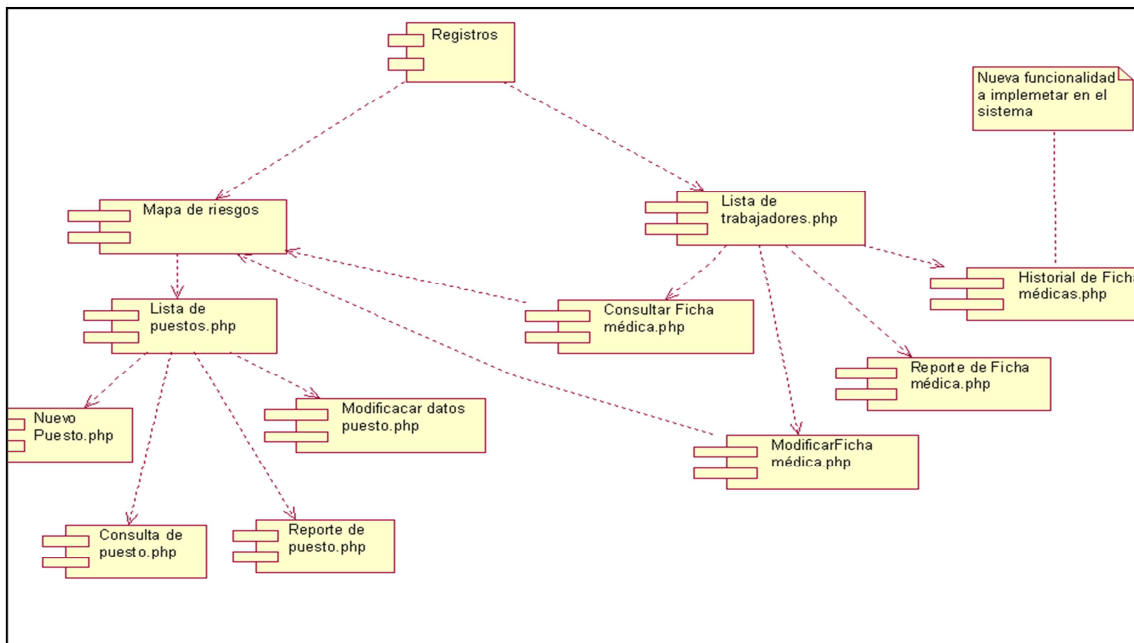 Registros
Nueva funcionalidad
a implemetar en el
sistema
Mapa de riesgos
Lista de
trabajadores.php
Historial de Ficha
médicas.php
Lista de
puestos.php
Consultar Ficha
médica.php
Reporte de Ficha
médica.php
Nuevo
Puesto.php
Modificacar datos
puesto.php
ModificarFicha
médica.php
Consulta de
puesto.php
Reporte de
puesto.php